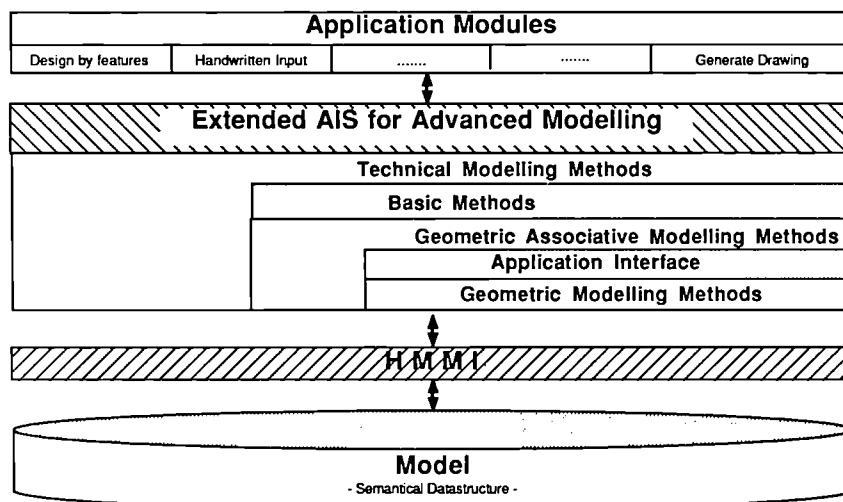 Application Modules
Design by features Handwritten Input ....... ....... Generate Drawing
Extended AIS for Advanced Modelling
Technical Modelling Methods
Basic Methods
Geometric Associative Modelling Methods
Application Interface
Geometric Modelling Methods
H M M I
Model
- Semantical Datastructure -